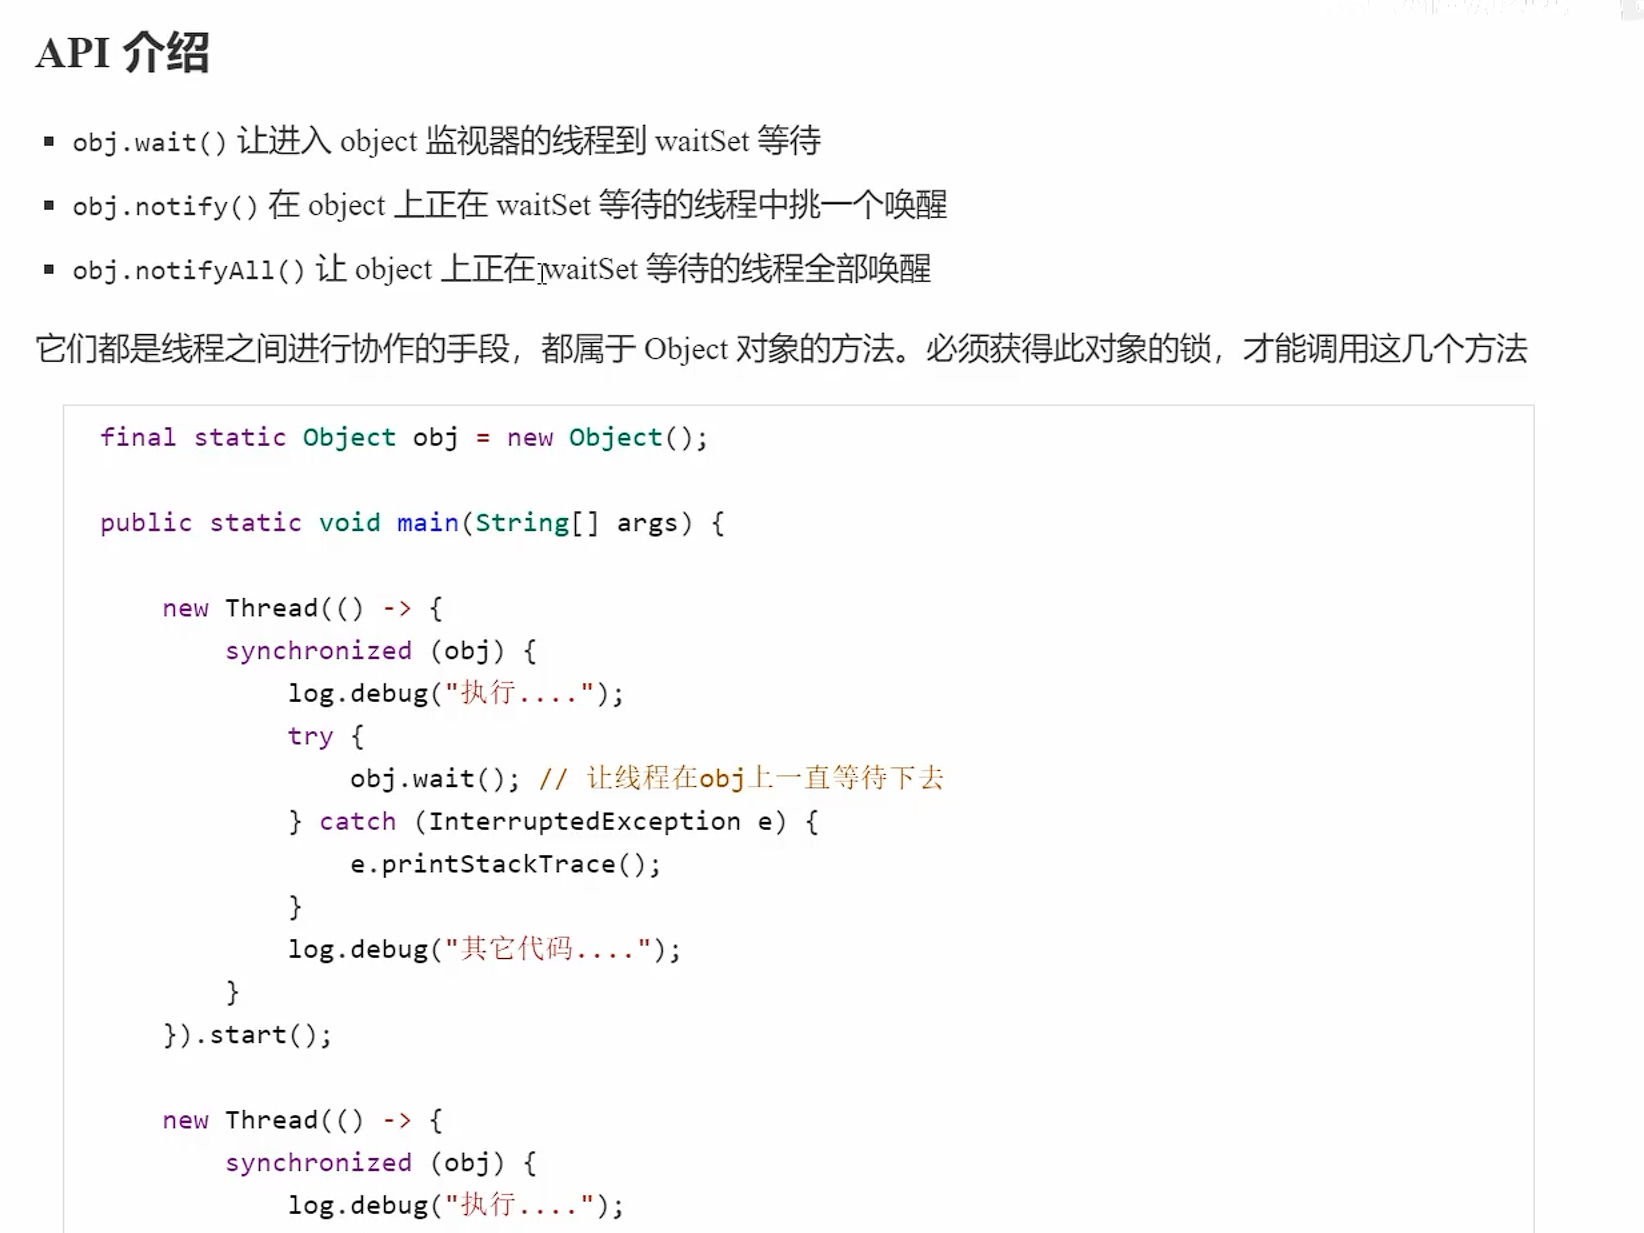 API 介绍
▪ obj.wait() 让进入 object 监视器的线程到 waitSet 等待
▪ obj.notify() 在 object 上正在 waitSet 等待的线程中挑一个唤醒
▪ obj.notifyAll() 让 object 上正在 waitSet 等待的线程全部唤醒
它们都是线程之间进行协作的手段，都属于 Object 对象的方法。必须获得此对象的锁，才能调用这几个方法
final static Object obj = new Object();
public static void main(String[] args) {
    new Thread(() -> {
        synchronized (obj) {
            log.debug("执行....");
            try {
                obj.wait(); // 让线程在obj上一直等待下去
            } catch (InterruptedException e) {
                e.printStackTrace();
            }
            log.debug("其它代码....");
        }
    }).start();
    new Thread(() -> {
        synchronized (obj) {
            log.debug("执行....");